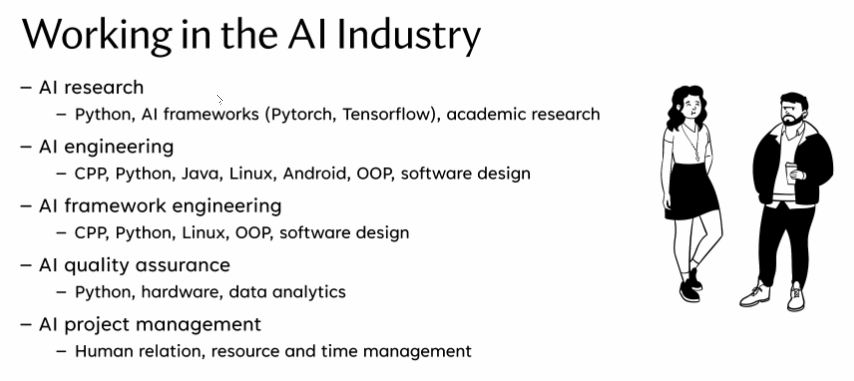 Working in the AI Industry
– AI research
– Python, AI frameworks (Pytorch, Tensorflow), academic research
– AI engineering
– CPP, Python, Java, Linux, Android, OOP, software design
– AI framework engineering
– CPP, Python, Linux, OOP, software design
– AI quality assurance
– Python, hardware, data analytics
– AI project management
– Human relation, resource and time management